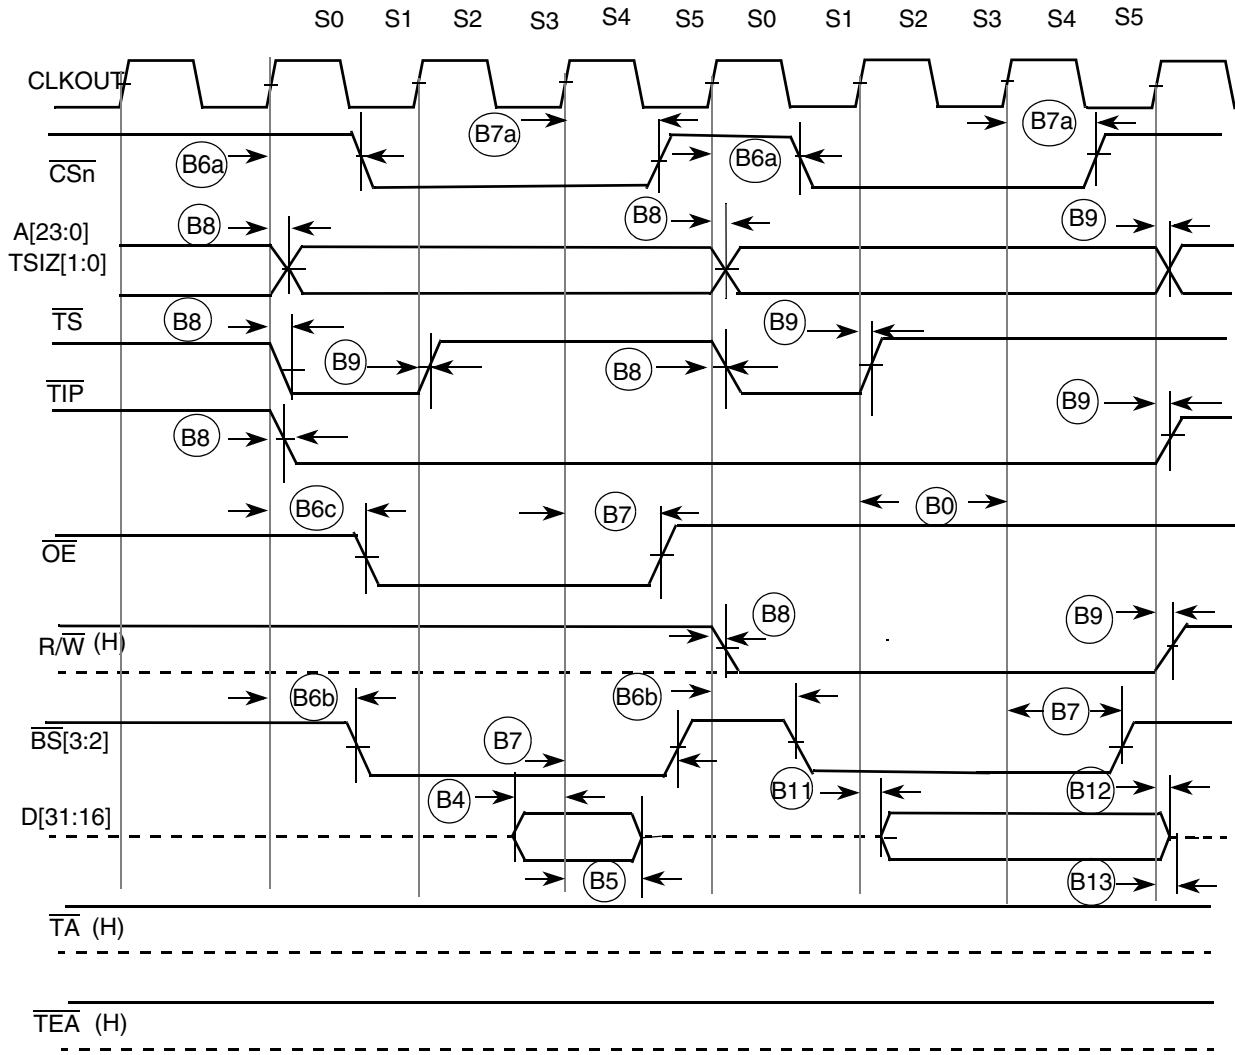 S0 S1 S2 S3 S4 S5 S0 S1 S2 S3 S4 S5
CLKOUT
B7a B7a
B6a B6a
CSn
B8 B8 B9
A[23:0]
TSIZ[1:0]
TS B8 B9
B9 B8
TIP B9
B8
B6c B7 B0
OE
B8 B9
R/W (H)
B6b B6b B7
BS[3:2] B7
B4 B11 B12
D[31:16]
B5 B13
TA (H)
TEA (H)